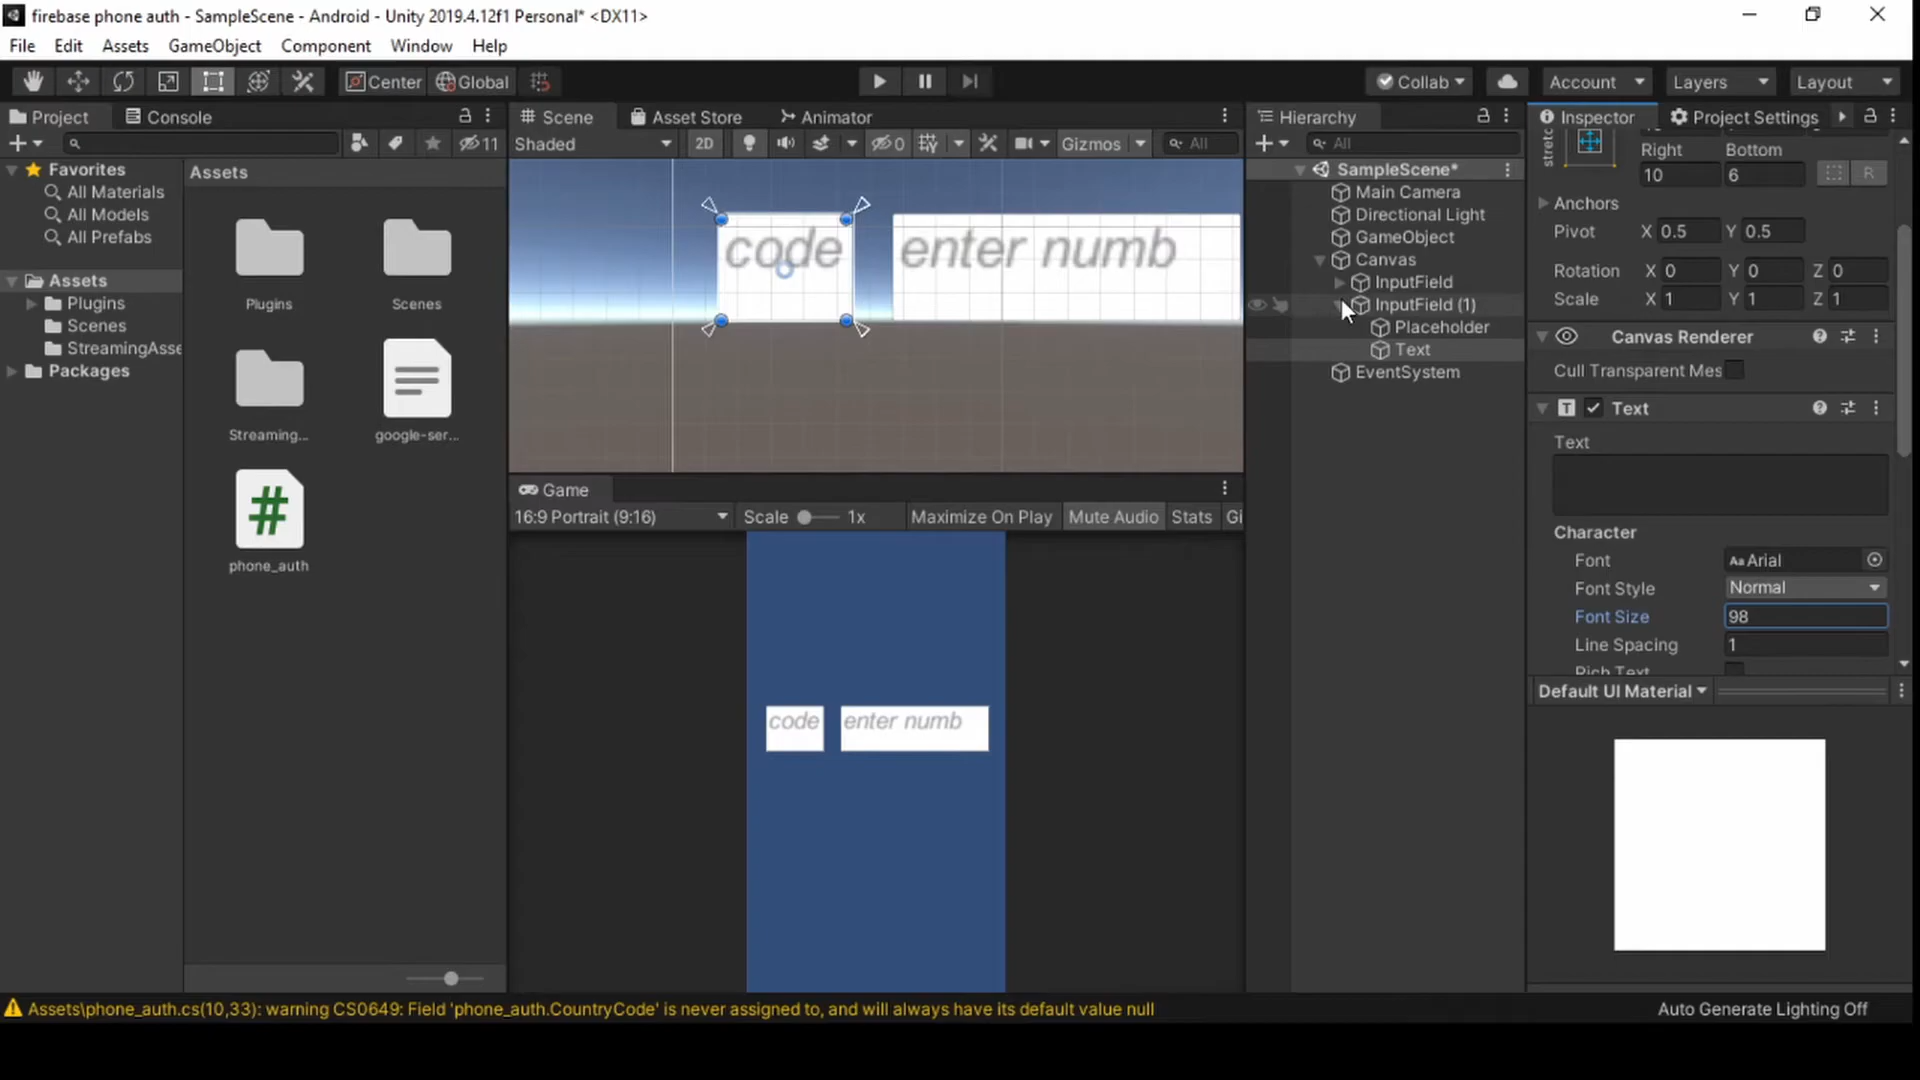 firebase phone auth - SampleScene - Android - Unity 2019.4.12f1 Personal* <DX11>
File Edit Assets GameObject Component Window Help
Center Global Collab Account Layers Layout
Project Console
11
Favorites
All Materials
All Models
All Prefabs
Assets
Plugins
Scenes
StreamingAsse
Packages
Assets
Plugins
Scenes
Streaming...
google-ser...
#
phone_auth
Scene Asset Store Animator
Shaded 2D 0 Gizmos All
code
enter numb
Game
16:9 Portrait (9:16) Scale 1x Maximize On Play Mute Audio Stats Gi
code
enter numb
Hierarchy
All
SampleScene*
Main Camera
Directional Light
GameObject
Canvas
InputField
InputField (1)
Placeholder
Text
EventSystem
Inspector Project Settings
stretc
Right Bottom
10 6 R
Anchors
Pivot X 0.5 Y 0.5
Rotation X 0 Y 0 Z 0
Scale X 1 Y 1 Z 1
Canvas Renderer
Cull Transparent Mes
T Text
Text
Character
Font Aa Arial
Font Style Normal
Font Size 98
Line Spacing 1
Rich Text
Default UI Material
Assets\phone_auth.cs(10,33): warning CS0649: Field 'phone_auth.CountryCode' is never assigned to, and will always have its default value null
Auto Generate Lighting Off